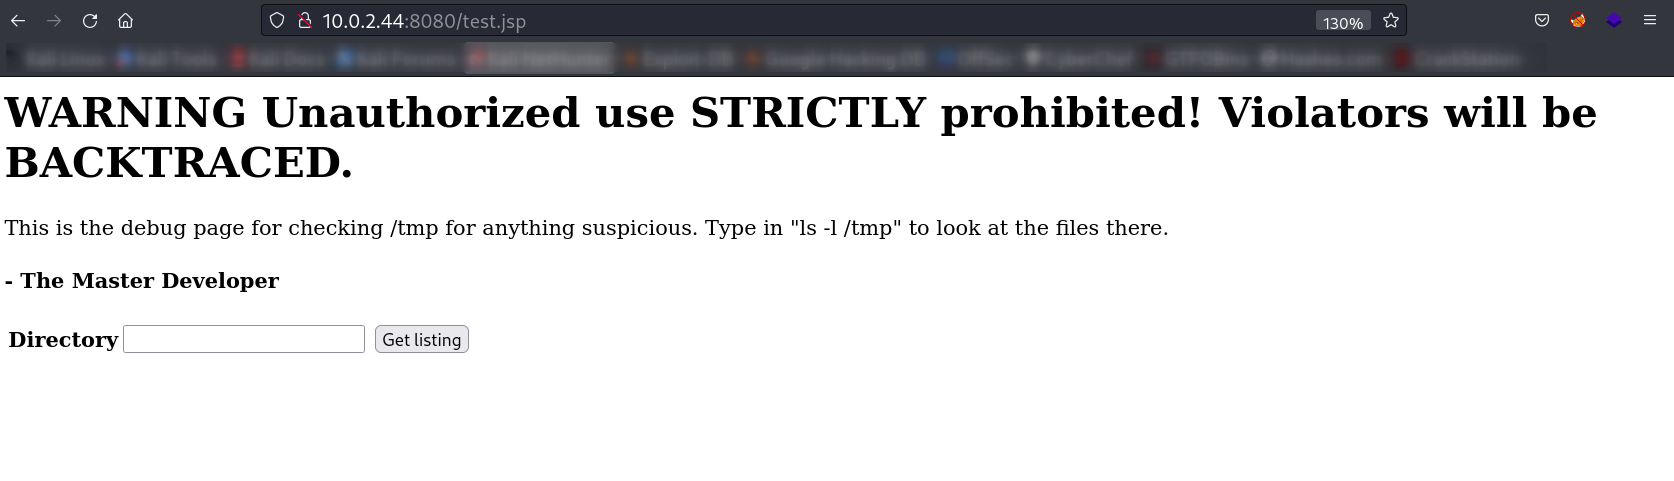 10.0.2.44:8080/test.jsp
130%
WARNING Unauthorized use STRICTLY prohibited! Violators will be
BACKTRACED.
This is the debug page for checking /tmp for anything suspicious. Type in "ls -l /tmp" to look at the files there.
- The Master Developer
Directory Get listing